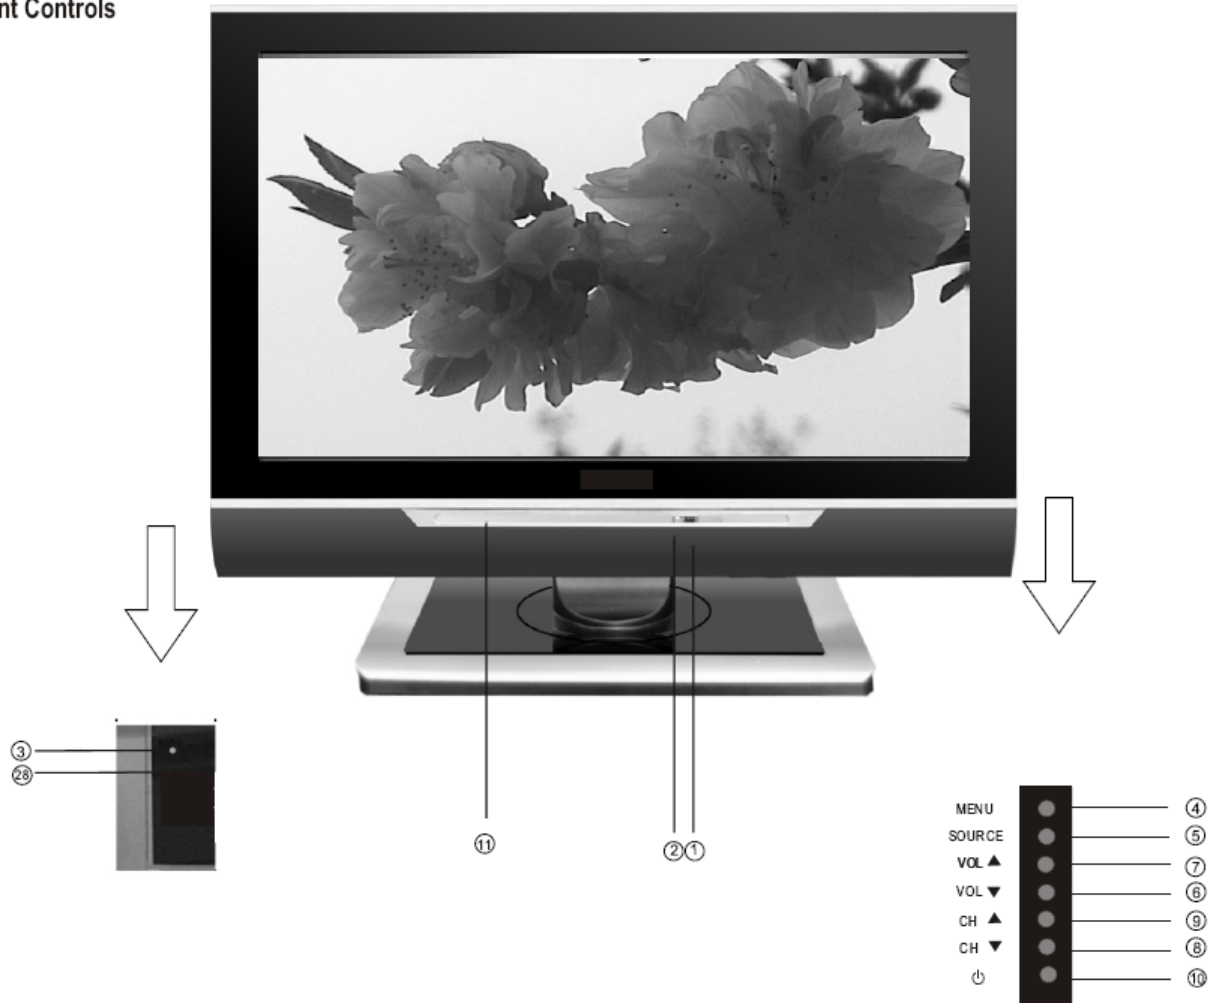 nt Controls
③
㉘
⑪
② ①
MENU ④
SOURCE ⑤
VOL ▲ ⑦
VOL ▼ ⑥
CH ▲ ⑨
CH ▼ ⑧
⏻ ⑩